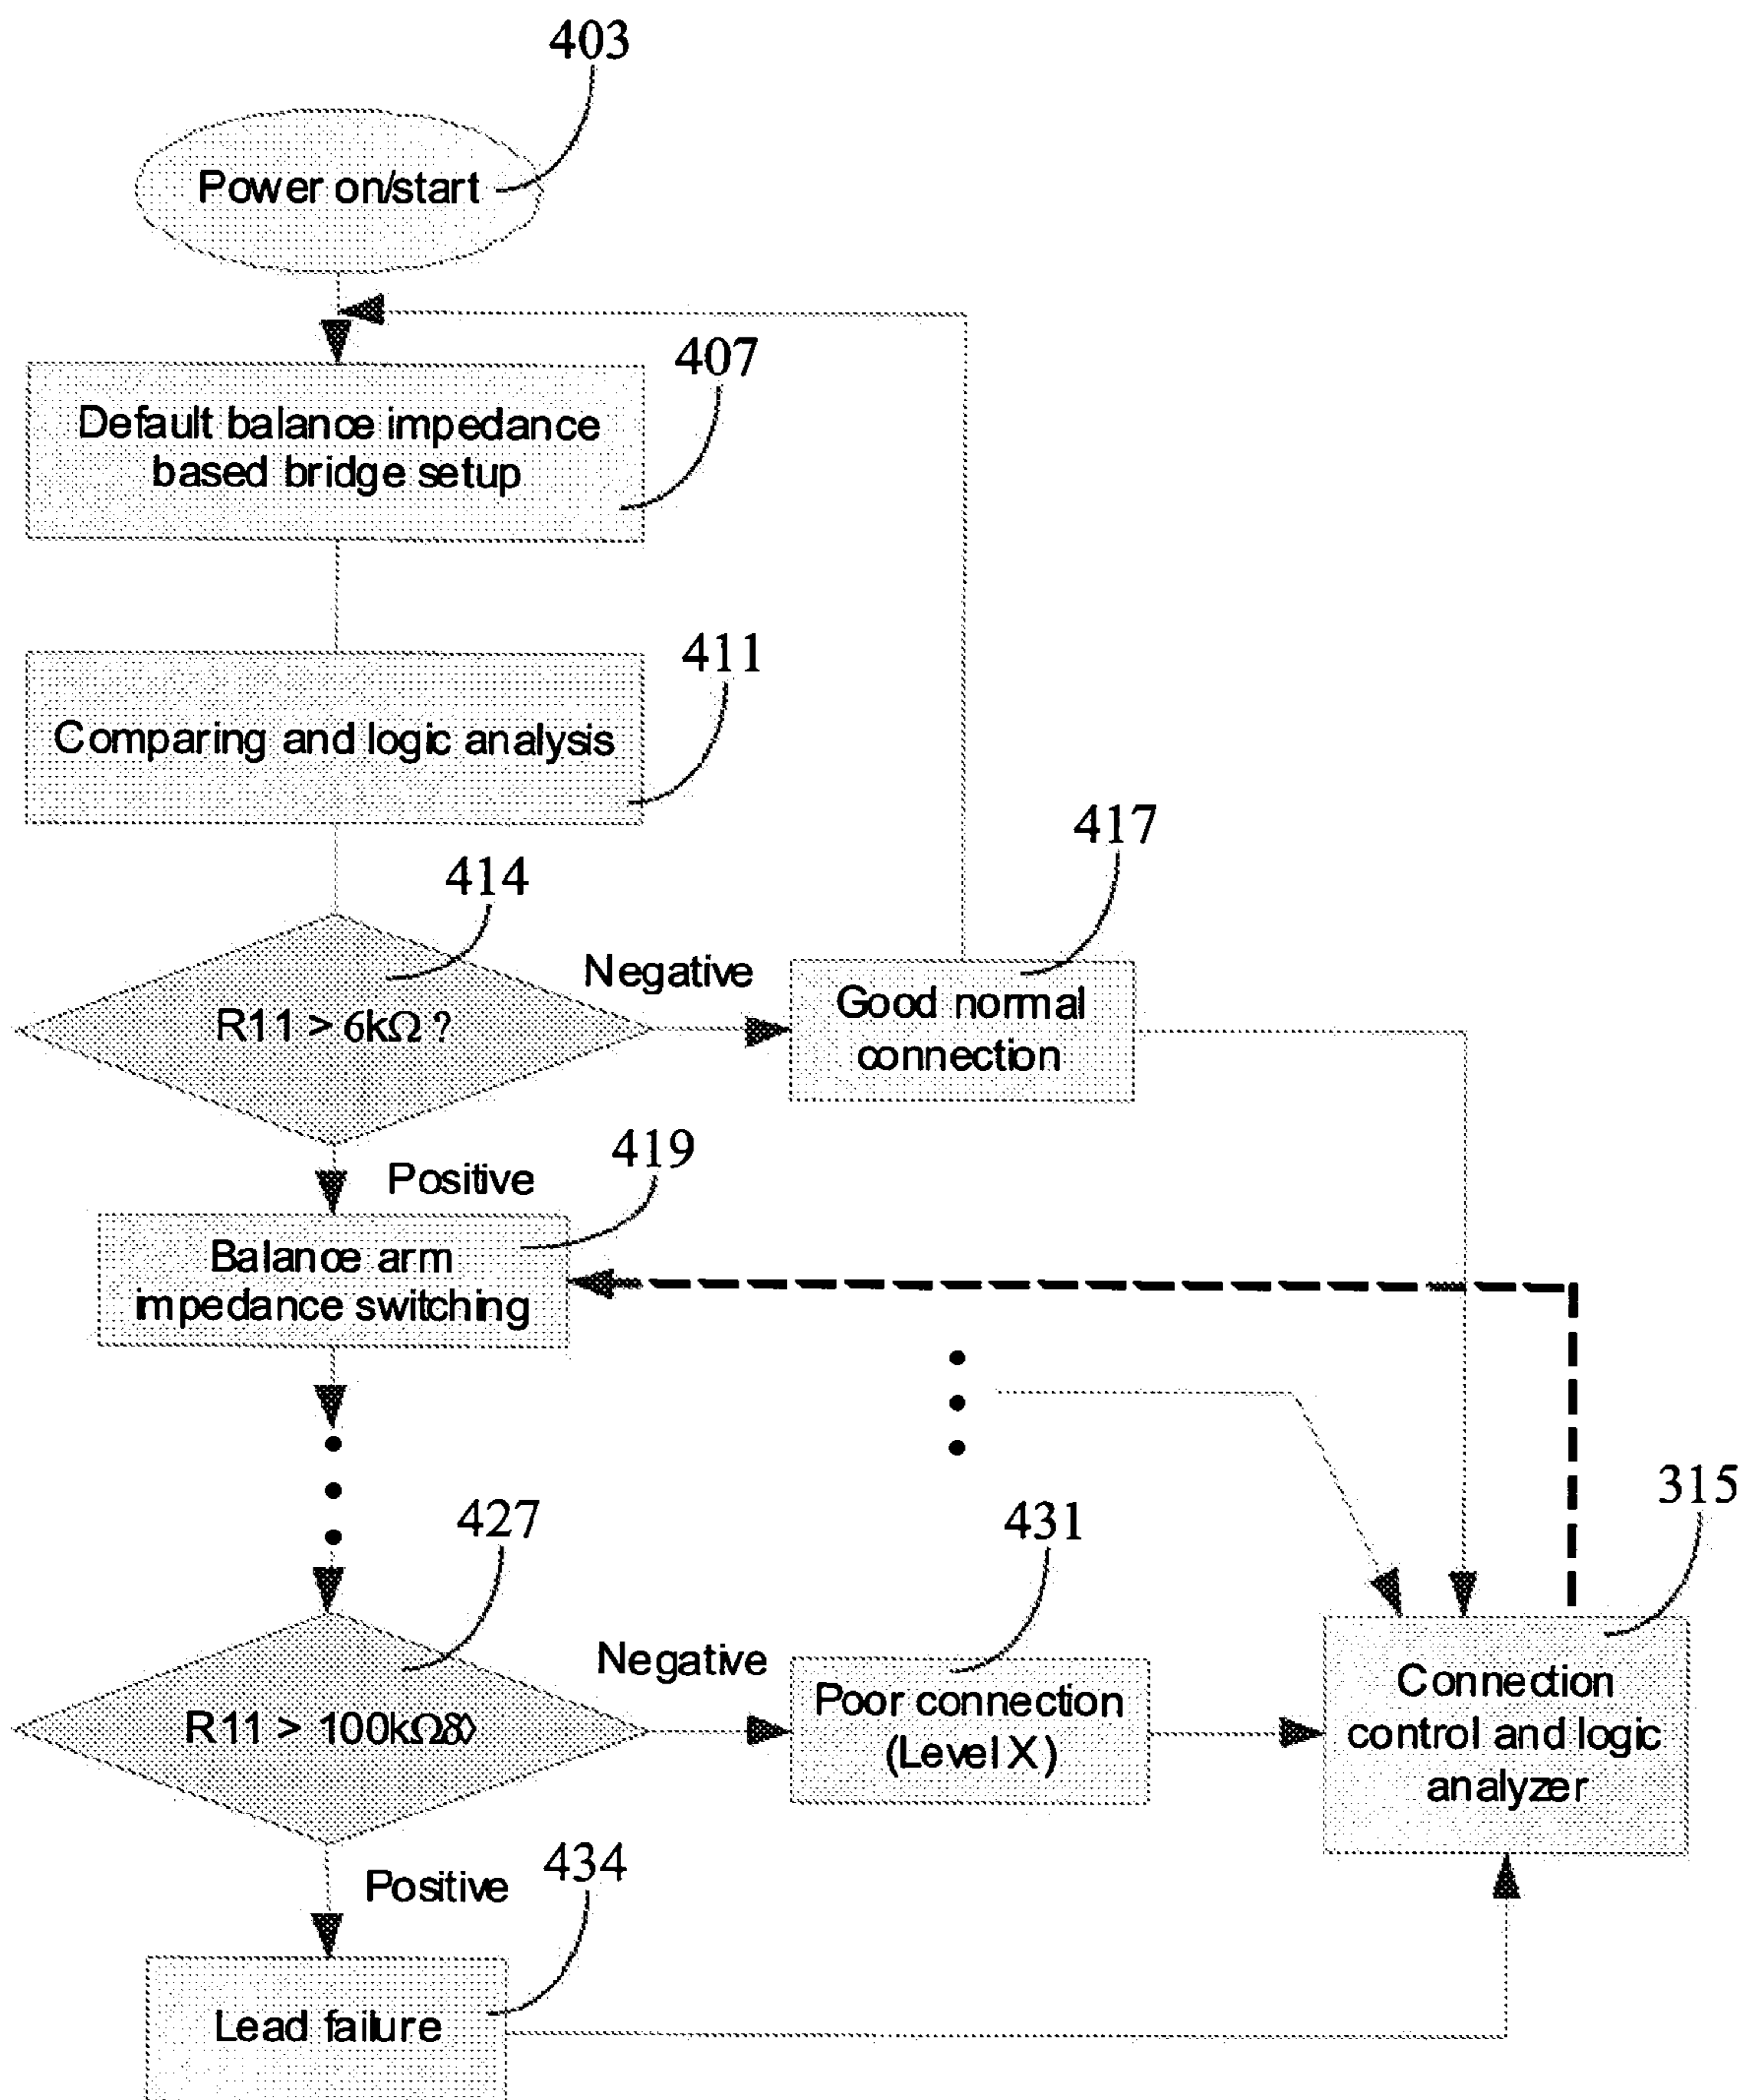 403
Power on/start
407
Default balance impedance
based bridge setup
411
Comparing and logic analysis
414
417
R11 > 6kΩ ?
Negative
Good normal
connection
Positive
419
Balance arm
impedance switching
427
431
315
R11 > 100kΩ
Negative
Poor connection
(Level X)
Connection
control and logic
analyzer
Positive
434
Lead failure